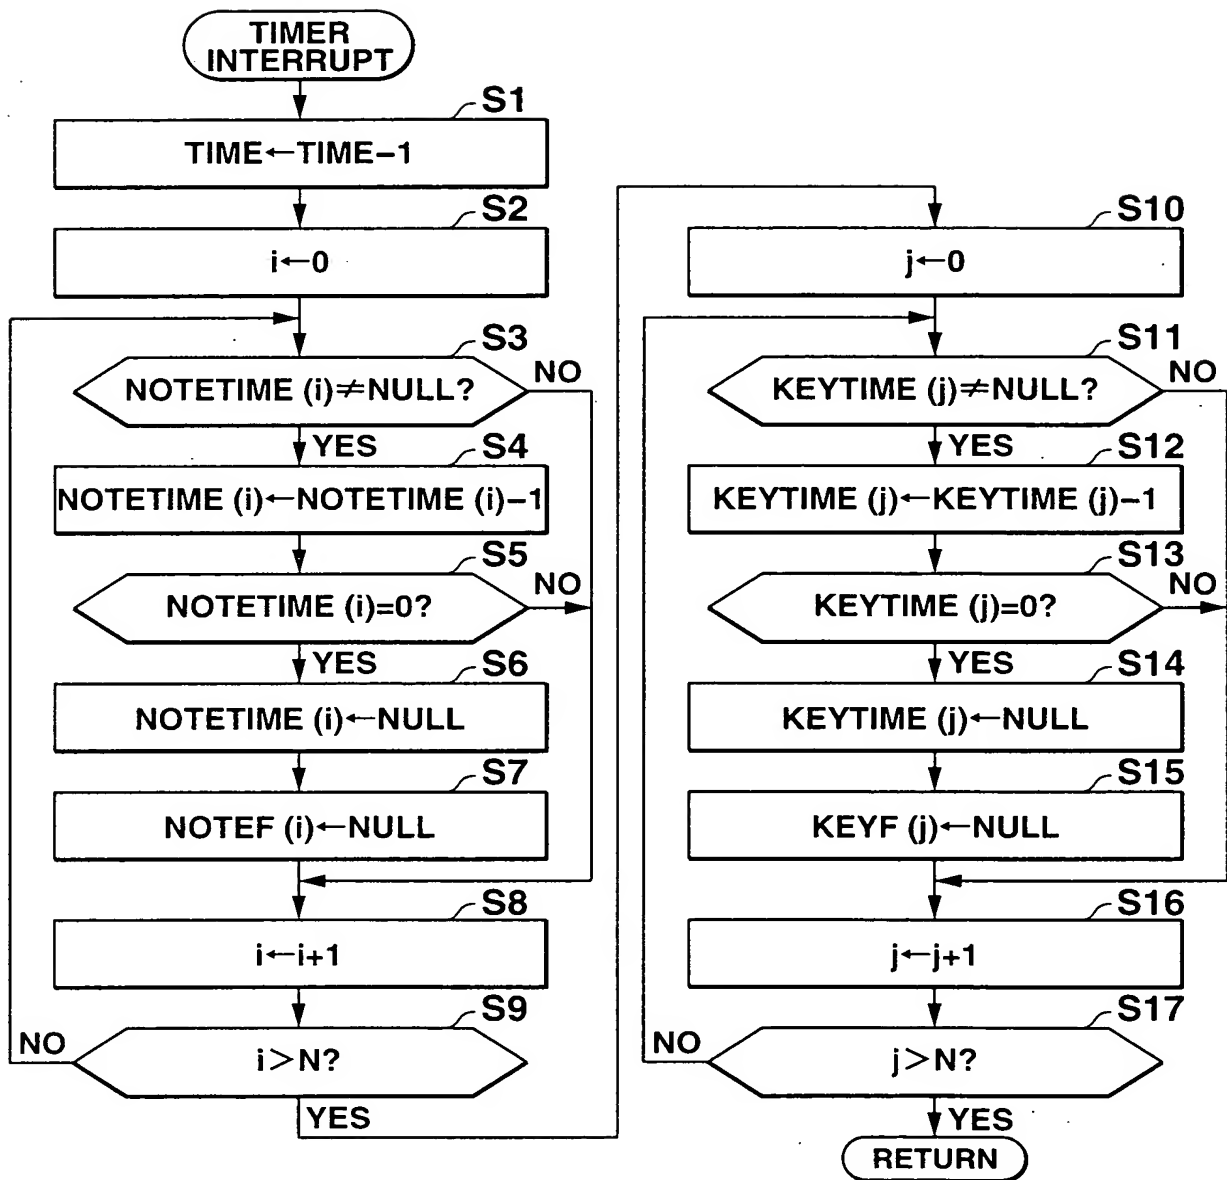 TIMER
INTERRUPT
S1
TIME←TIME−1
S2
i←0
S3
NOTETIME (i)≠NULL?
NO
YES
S4
NOTETIME (i)←NOTETIME (i)−1
S5
NOTETIME (i)=0?
NO
YES
S6
NOTETIME (i)←NULL
S7
NOTEF (i)←NULL
S8
i←i+1
S9
NO
i>N?
YES
S10
j←0
S11
KEYTIME (j)≠NULL?
NO
YES
S12
KEYTIME (j)←KEYTIME (j)−1
S13
KEYTIME (j)=0?
NO
YES
S14
KEYTIME (j)←NULL
S15
KEYF (j)←NULL
S16
j←j+1
S17
NO
j>N?
YES
RETURN